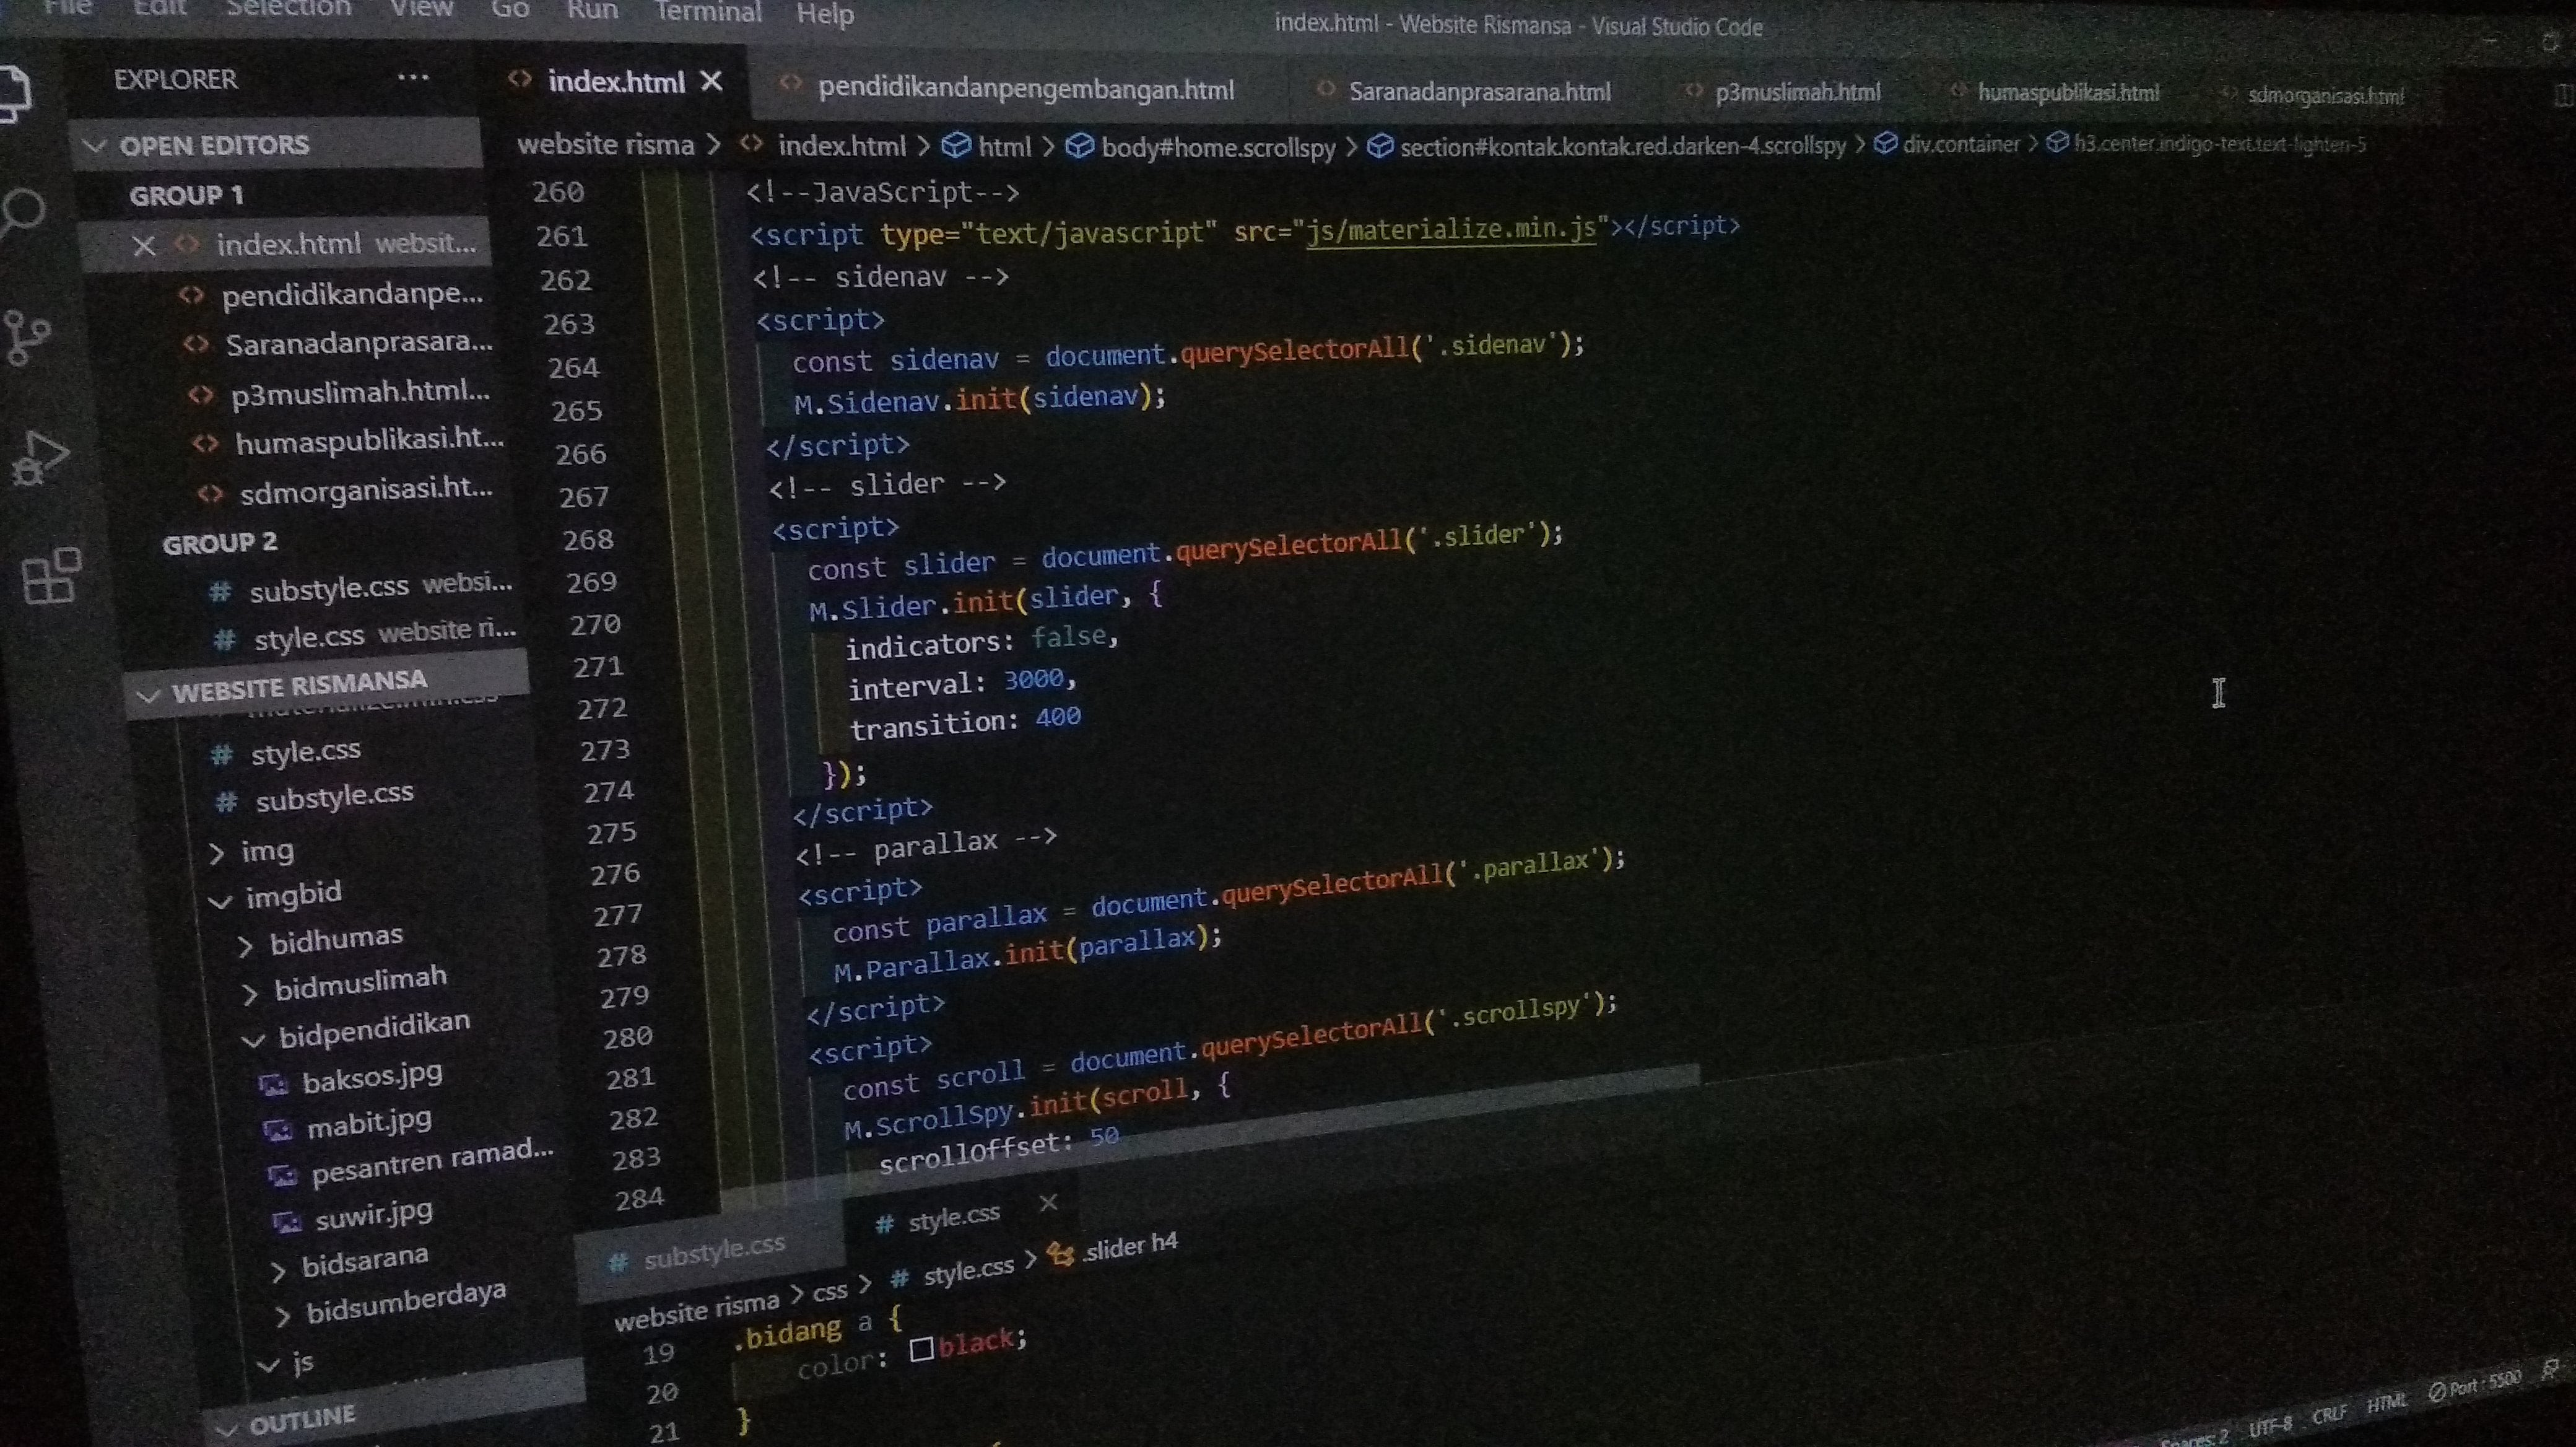 File Edit Selection View Go Run Terminal Help
index.html - Website Rismansa - Visual Studio Code
EXPLORER ...
OPEN EDITORS
GROUP 1
index.html websit...
pendidikandanpe...
Saranadanprasara...
p3muslimah.html...
humaspublikasi.ht...
sdmorganisasi.ht...
GROUP 2
substyle.css websi...
style.css website ri...
WEBSITE RISMANSA
style.css
substyle.css
img
imgbid
bidhumas
bidmuslimah
bidpendidikan
baksos.jpg
mabit.jpg
pesantren ramad...
suwir.jpg
bidsarana
bidsumberdaya
js
OUTLINE
index.html pendidikandanpengembangan.html Saranadanprasarana.html p3muslimah.html humaspublikasi.html sdmorganisasi.html
website risma > index.html > html > body#home.scrollspy > section#kontak.kontak.red.darken-4.scrollspy > div.container > h3.center.indigo-text.text-lighten-5
260 <!--JavaScript-->
261 <script type="text/javascript" src="js/materialize.min.js"></script>
262 <!-- sidenav -->
263 <script>
264 const sidenav = document.querySelectorAll('.sidenav');
265 M.Sidenav.init(sidenav);
266 </script>
267 <!-- slider -->
268 <script>
269 const slider = document.querySelectorAll('.slider');
270 M.Slider.init(slider, {
271 indicators: false,
272 interval: 3000,
273 transition: 400
274 });
275 </script>
276 <!-- parallax -->
277 <script>
278 const parallax = document.querySelectorAll('.parallax');
279 M.Parallax.init(parallax);
280 </script>
281 <script>
282 const scroll = document.querySelectorAll('.scrollspy');
283 M.ScrollSpy.init(scroll, {
284 scrollOffset: 50
substyle.css style.css
website risma > css > style.css > .slider h4
19 .bidang a {
20 color: black;
21 }
Spaces: 2 UTF-8 CRLF HTML Port : 5500